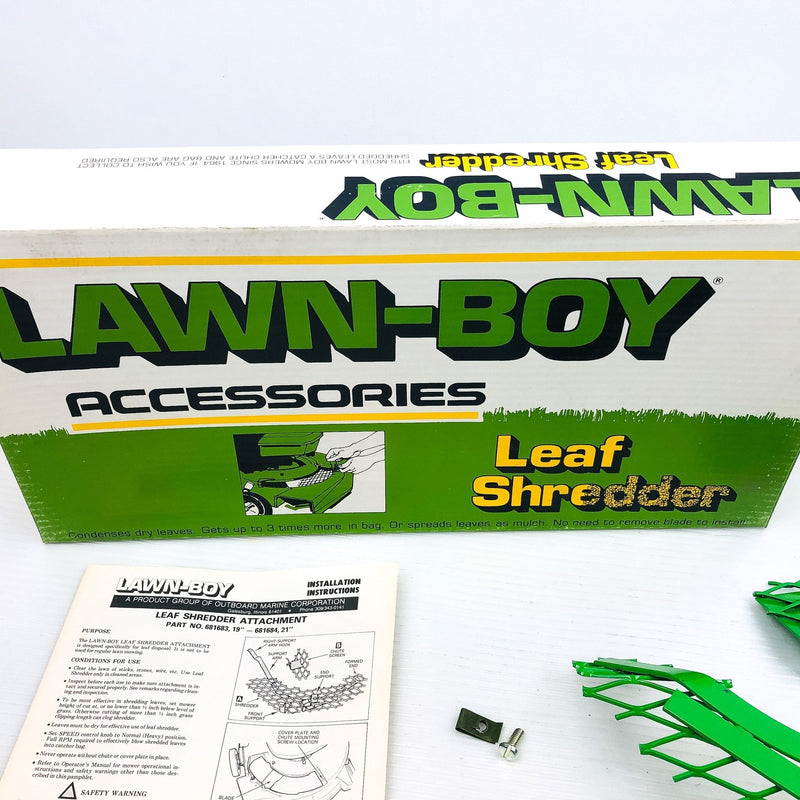 FITS MOST LAWN BOY MOWERS SINCE 1964 IF YOU WISH TO COLLECT
SHREDDED LEAVES A CATCHER CHUTE AND BAG ARE ALSO REQUIRED
Leaf Shredder
LAWN-BOY
LAWN-BOY®
ACCESSORIES
Leaf
Shredder
Condenses dry leaves. Gets up to 3 times more in bag. Or spreads leaves as mulch. No need to remove blade to install.
LAWN-BOY
A PRODUCT GROUP OF OUTBOARD MARINE CORPORATION
Galesburg, Illinois 61401 • Phone 309/343-0141
INSTALLATION
INSTRUCTIONS
LEAF SHREDDER ATTACHMENT
PART NO. 681683, 19" — 681684, 21"
PURPOSE
The LAWN-BOY LEAF SHREDDER ATTACHMENT
is designed specifically for leaf disposal. It is not to be
used for regular lawn mowing.
CONDITIONS FOR USE
• Clear the lawn of sticks, stones, wire, etc. Use Leaf
Shredder only in cleared areas.
• Inspect before each use to make sure attachment is in-
tact and secured properly. See remarks regarding clean-
ing and inspection.
• To be most effective in shredding leaves, set mower
height of cut at, or no lower than ½ inch below level of
grass. Otherwise cutting of more than ½ inch grass
clipping length can clog shredder.
• Leaves must be dry for effective use of leaf shredder.
• Set SPEED control knob to Normal (Heavy) position.
Full RPM required to effectively blow shredded leaves
into catcher bag.
• Never operate without chute or cover plate in place.
• Refer to Operator's Manual for mower operational in-
structions and safety warnings other than those des-
cribed in this pamphlet.
SAFETY WARNING
RIGHT SUPPORT
ARM HOOK
SUPPORT
ARM
B
CHUTE
SCREEN
FORMED
END
END
SUPPORT
A
SHREDDER
FRONT
SUPPORT
COVER PLATE AND
CHUTE MOUNTING
SCREW LOCATION
BLADE